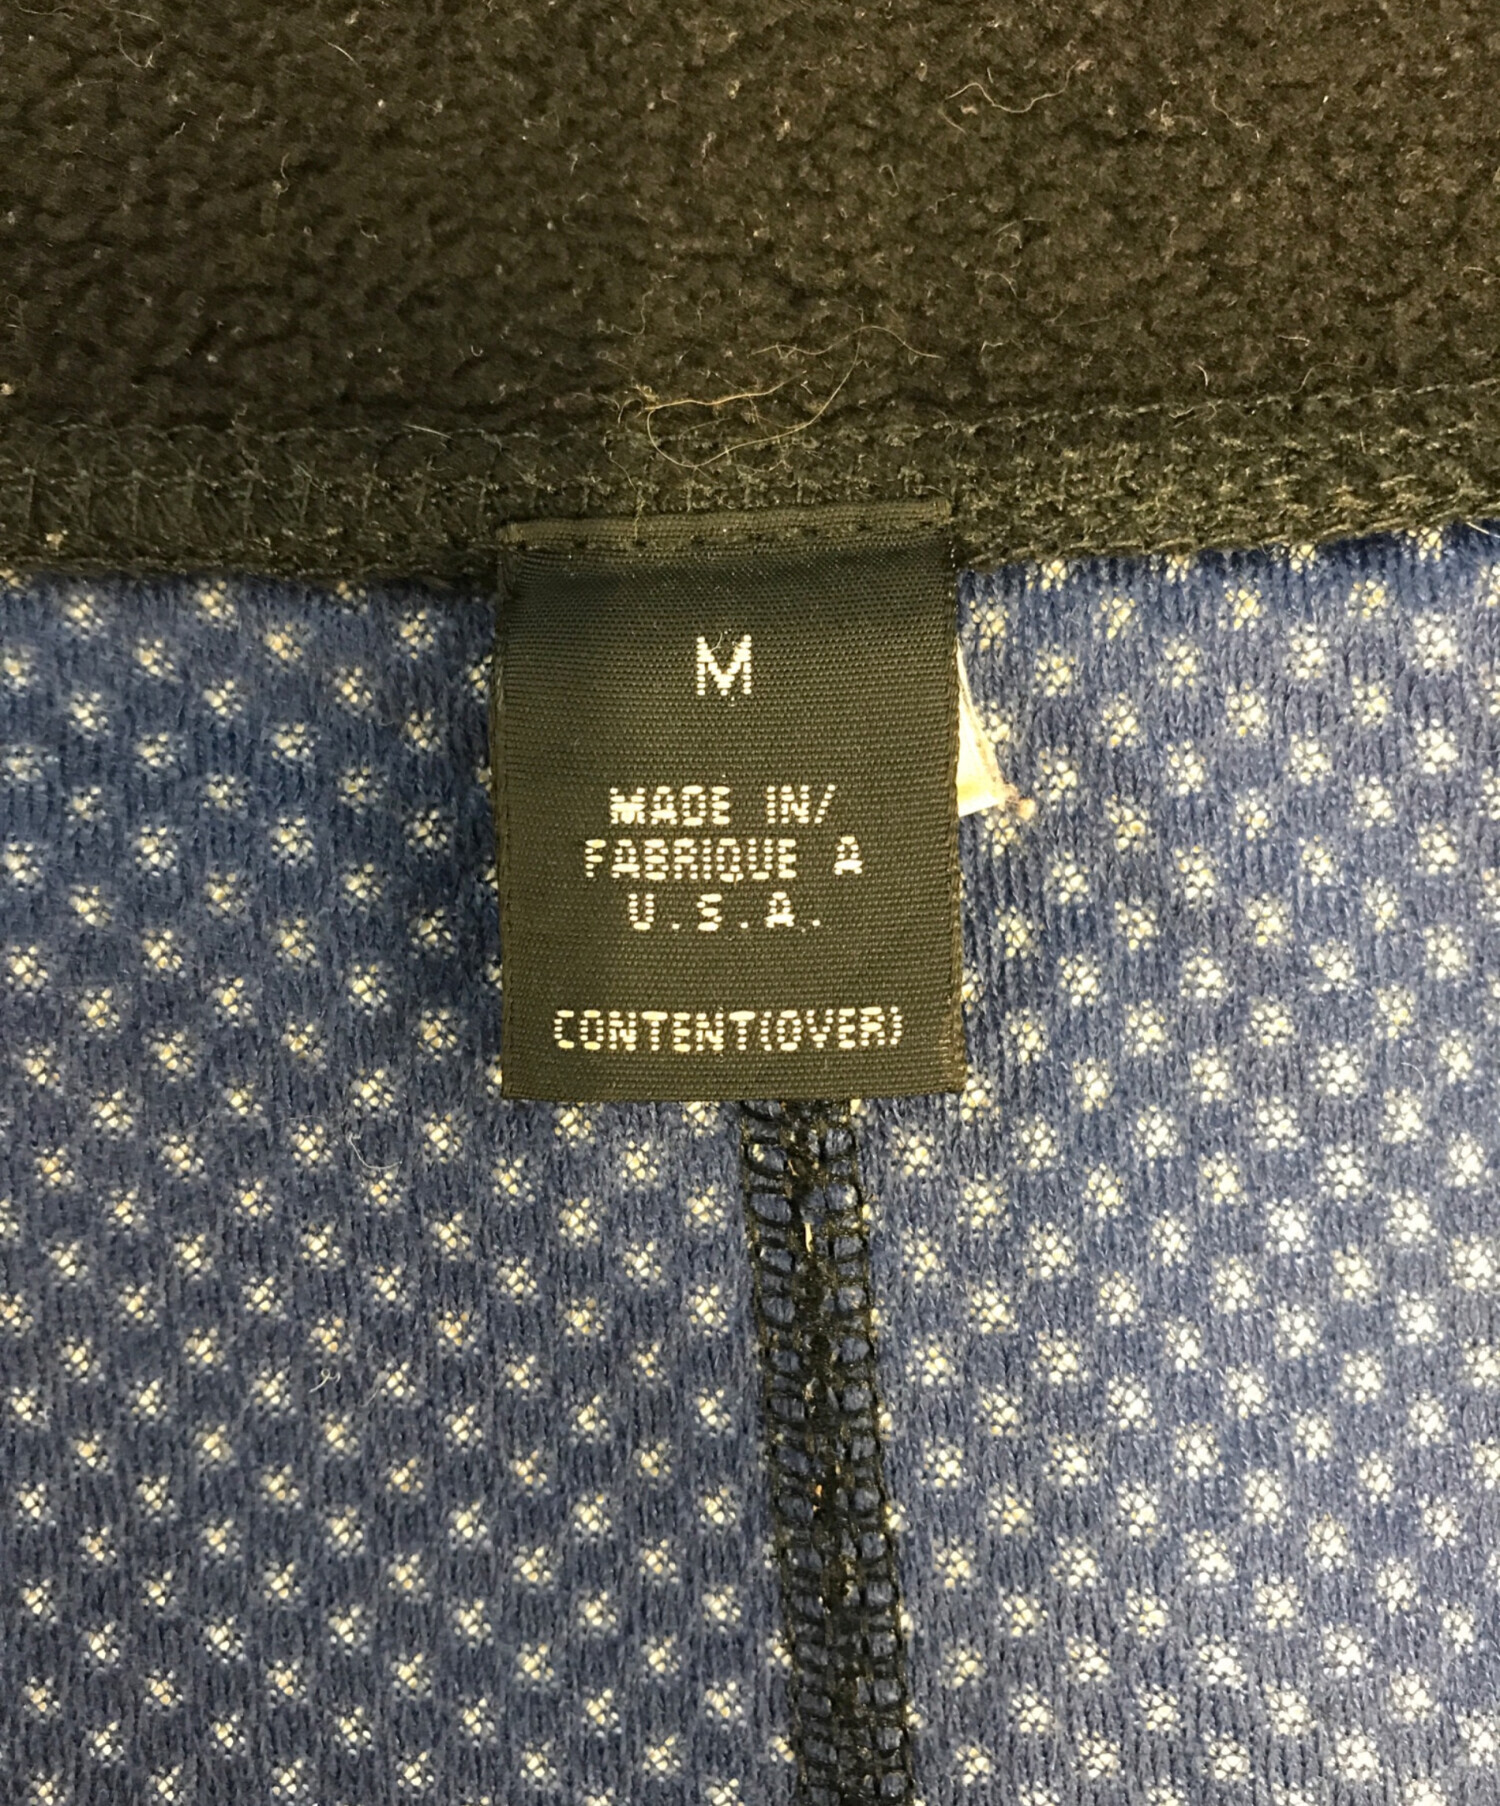 M
MADE IN/
FABRIQUE A
U.S.A.
CONTENT(OVER)